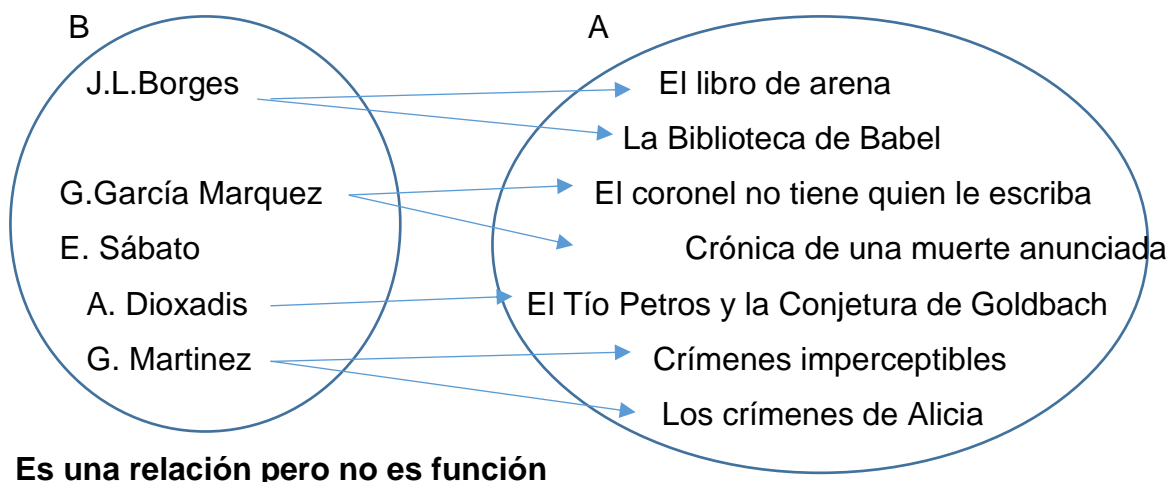 B A
J.L.Borges El libro de arena
La Biblioteca de Babel
G.García Marquez El coronel no tiene quien le escriba
E. Sábato Crónica de una muerte anunciada
A. Dioxadis El Tío Petros y la Conjetura de Goldbach
G. Martinez Crímenes imperceptibles
Los crímenes de Alicia
Es una relación pero no es función